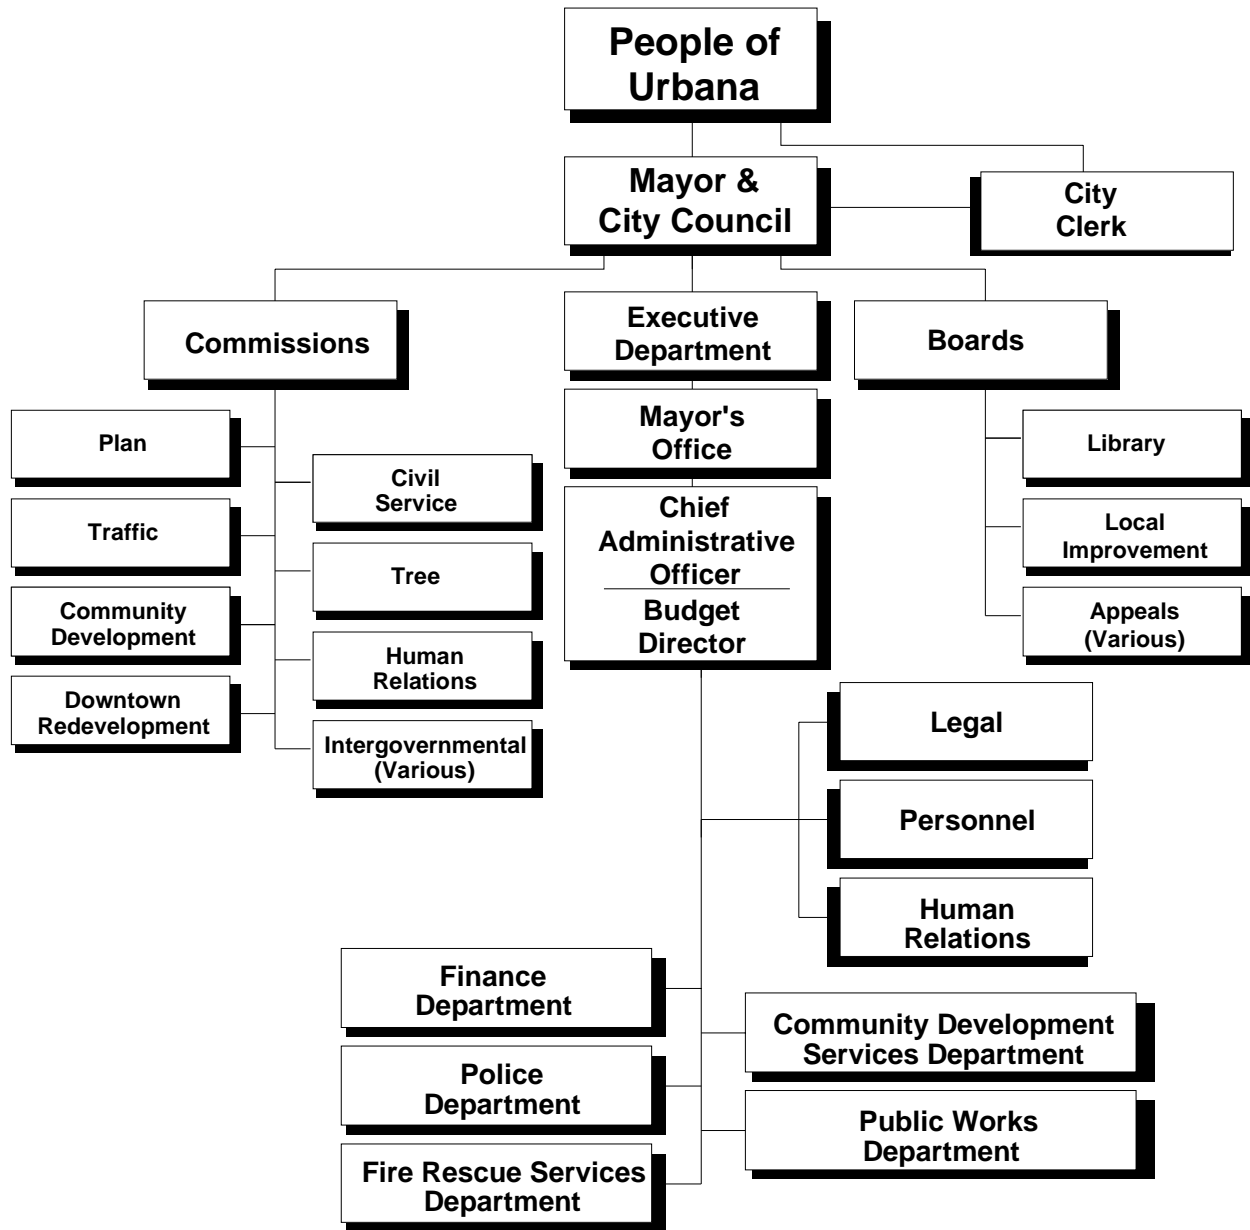 People of
Urbana
Mayor &
City Council
City
Clerk
Commissions
Executive
Department
Boards
Plan
Mayor's
Office
Library
Civil
Service
Traffic
Chief
Administrative
Officer
Budget
Director
Local
Improvement
Tree
Community
Development
Appeals
(Various)
Human
Relations
Downtown
Redevelopment
Intergovernmental
(Various)
Legal
Personnel
Human
Relations
Finance
Department
Community Development
Services Department
Police
Department
Public Works
Department
Fire Rescue Services
Department